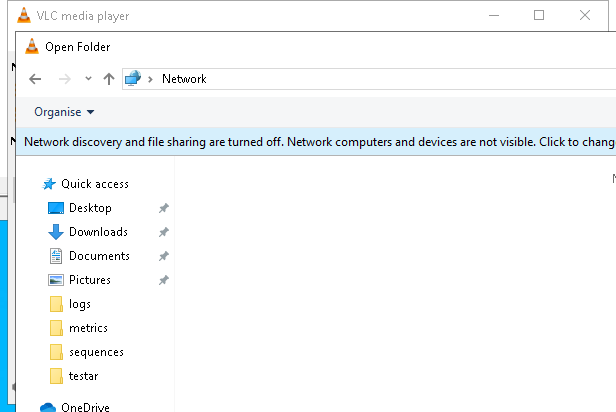 VLC media player
Open Folder
Network
Organise
Network discovery and file sharing are turned off. Network computers and devices are not visible. Click to chang
Quick access
Desktop
Downloads
Documents
Pictures
logs
metrics
sequences
testar
OneDrive